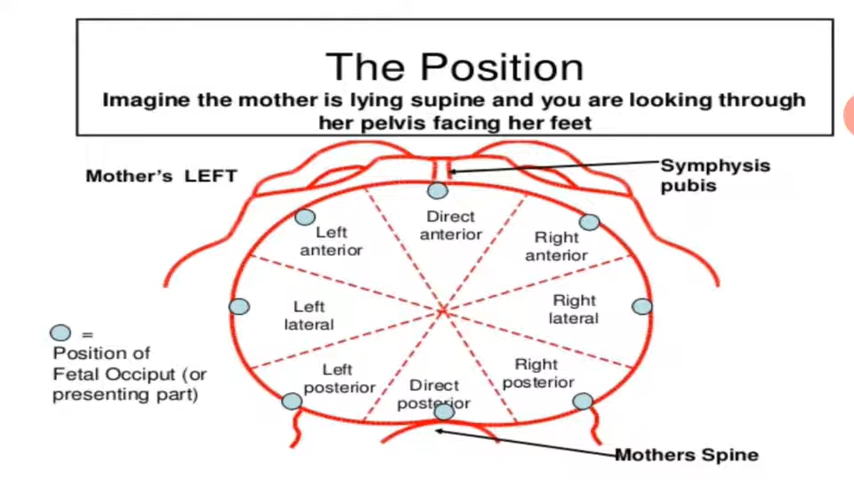 The Position
Imagine the mother is lying supine and you are looking through
her pelvis facing her feet
Mother's LEFT
Symphysis
pubis
Direct
anterior
Left
anterior
Right
anterior
Left
lateral
Right
lateral
=
Position of
Fetal Occiput (or
presenting part)
Left
posterior
Direct
posterior
Right
posterior
Mothers Spine